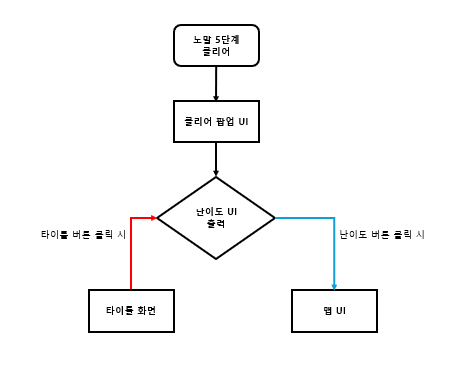 노말 5단계
클리어
클리어 팝업 UI
난이도 UI
출력
타이틀 버튼 클릭 시
난이도 버튼 클릭 시
타이틀 화면
맵 UI